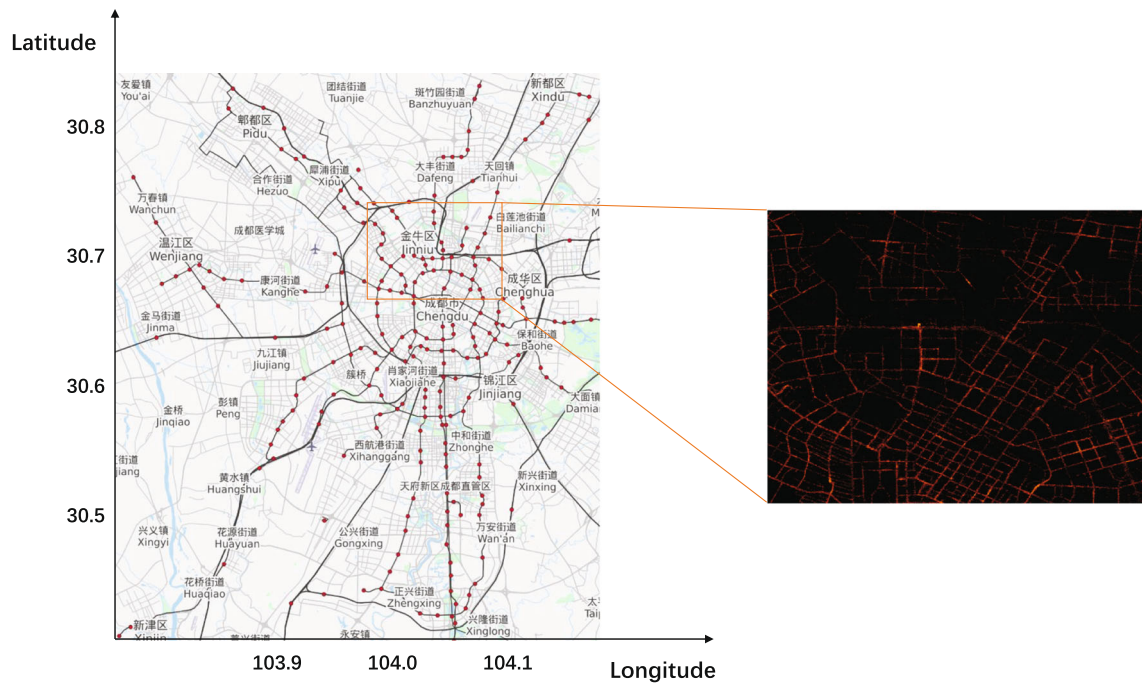 Latitude
30.8
30.7
30.6
30.5
103.9
104.0
104.1
Longitude
友爱镇
You'ai
团结街道
Tuanjie
斑竹园街道
Banzhuyuan
新都区
Xindu
郫都区
Pidu
犀浦街道
Xipu
合作街道
Hezuo
大丰街道
Dafeng
天回镇
Tianhui
万春镇
Wanchun
成都医学城
白莲池街道
Bailianchi
金牛区
Jinniu
温江区
Wenjiang
康河街道
Kanghe
成华区
Chenghua
成都市
Chengdu
金马街道
Jinma
保和街道
Baohe
九江镇
Jiujiang
簇桥
肖家河街道
Xiaojiahe
锦江区
Jinjiang
大面镇
Damian
金桥
Jinqiao
彭镇
Peng
西航港街道
Xihanggang
中和街道
Zhonghe
街道
jiang
黄水镇
Huangshui
天府新区成都直管区
新兴街道
Xinxing
兴义镇
Xingyi
花源街道
Huayuan
公兴街道
Gongxing
万安街道
Wan'an
花桥街道
Huaqiao
正兴街道
Zhengxing
兴隆街道
Xinglong
新津区
Xinjin
永安镇